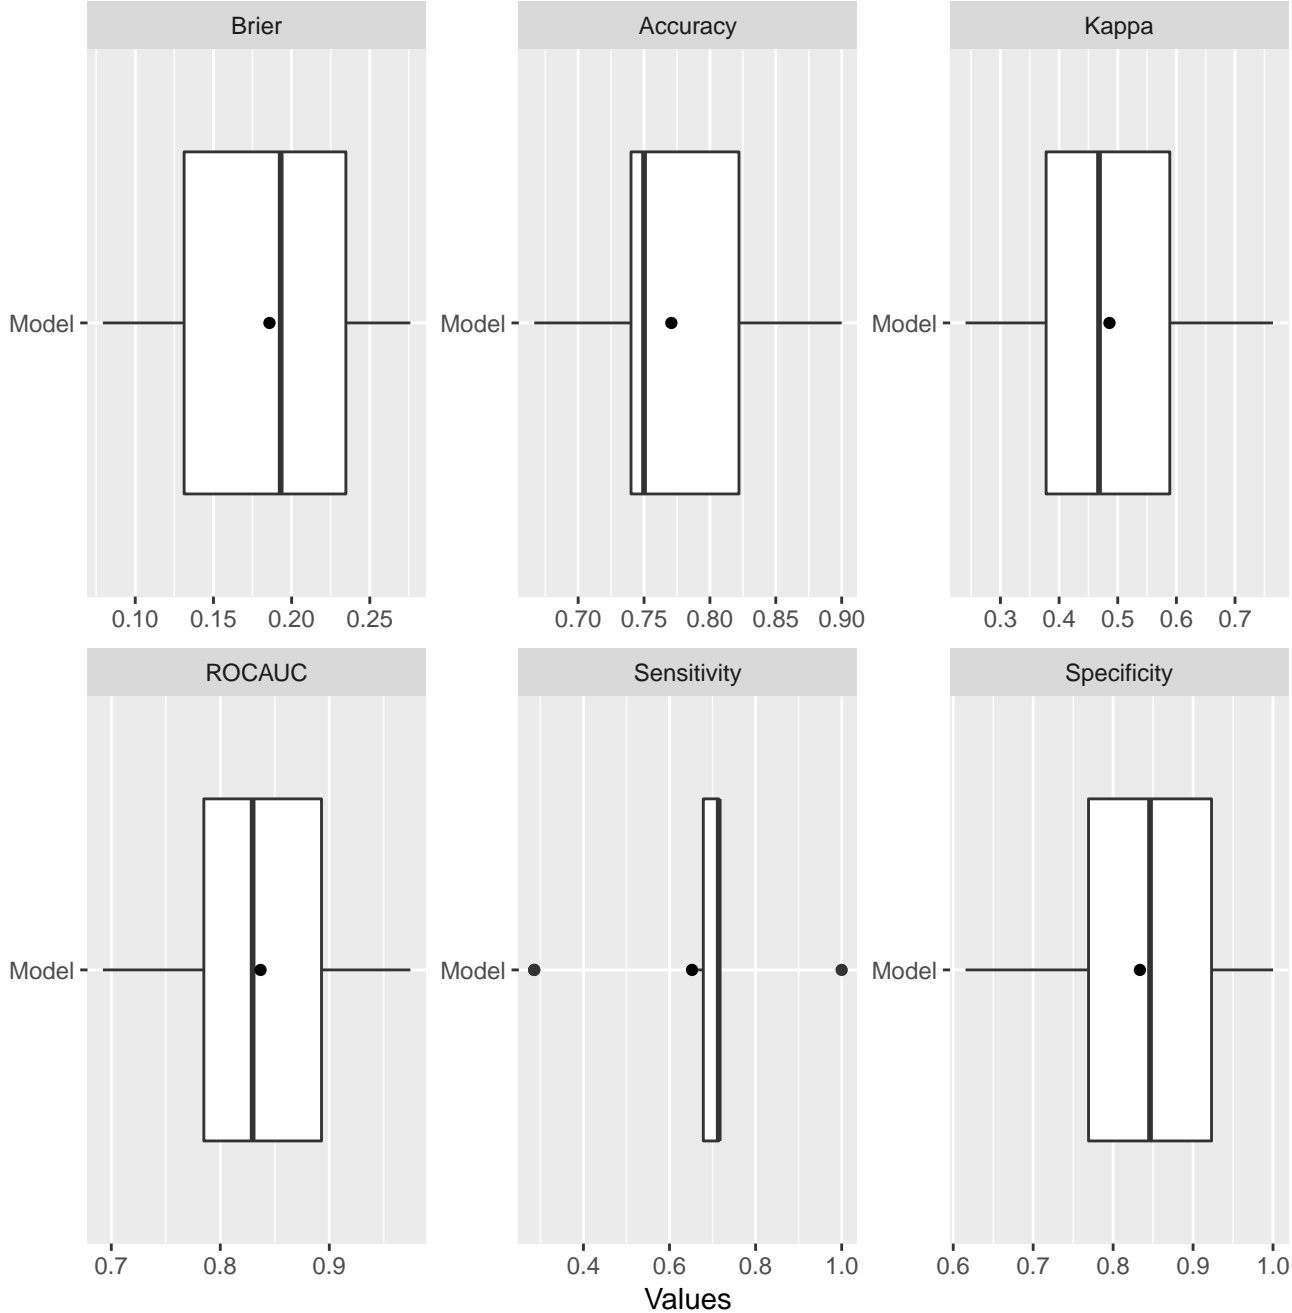 Brier Accuracy Kappa
Model Model Model
0.10 0.15 0.20 0.25 0.70 0.75 0.80 0.85 0.90 0.3 0.4 0.5 0.6 0.7
ROCAUC Sensitivity Specificity
Model Model Model
0.7 0.8 0.9 0.4 0.6 0.8 1.0 0.6 0.7 0.8 0.9 1.0
Values